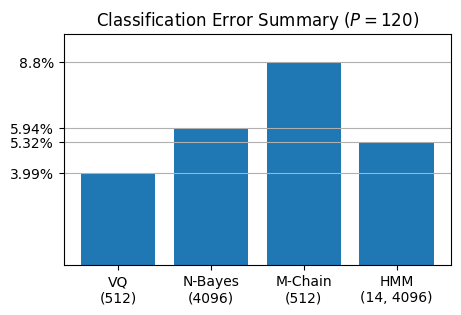 Classification Error Summary (P = 120)
8.8%
5.94%
5.32%
3.99%
VQ
(512)
N-Bayes
(4096)
M-Chain
(512)
HMM
(14, 4096)